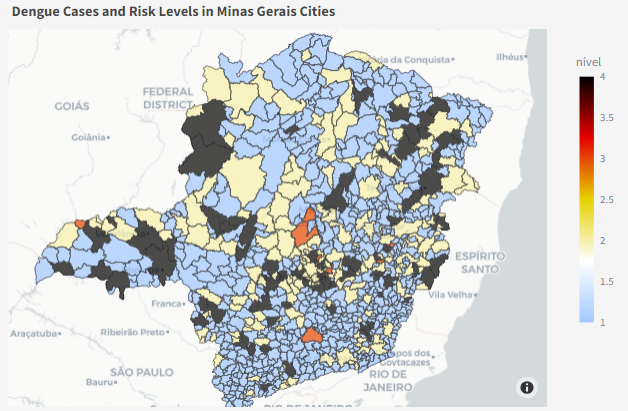 Dengue Cases and Risk Levels in Minas Gerais Cities
ria da Conquista
Ilhéus
nivel
4
FEDERAL
DISTRICT
GOIÁS
3.5
Goiânia
3
2.5
2
ESPÍRITO
SANTO
1.5
Vila Velha
Franca
1
Araçatuba
Ribeirão Preto
pos dos
Goytacazes
SÃO PAULO
RIO DE
JANEIRO
Bauru
RIO DE JANEIRO